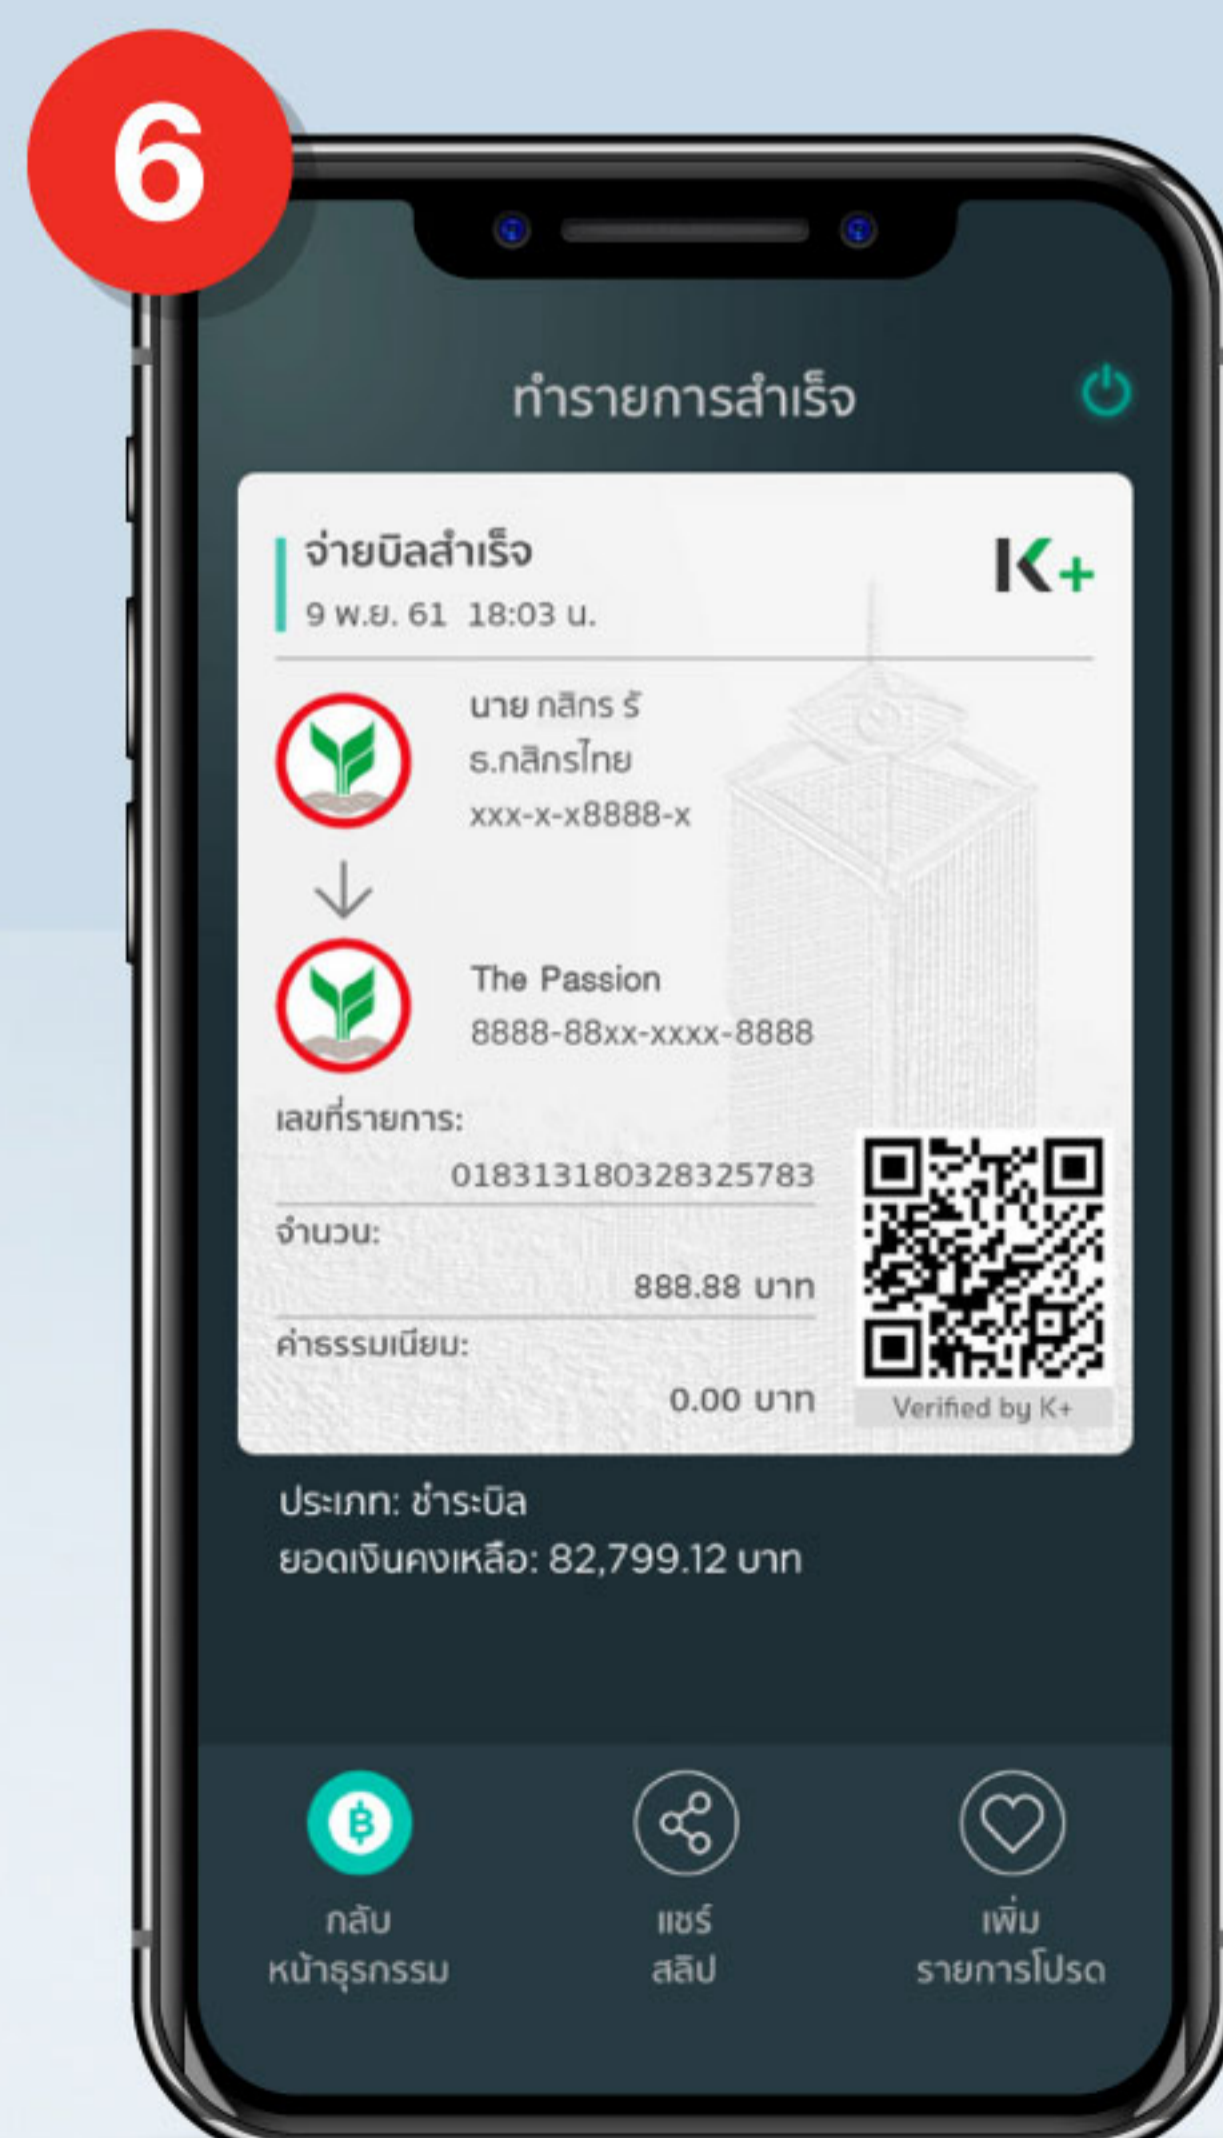 6
ทำรายการสำเร็จ
จ่ายบิลสำเร็จ
K+
9 พ.ย. 61 18:03 น.
นาย กสิกร รั
ธ.กสิกรไทย
xxx-x-x8888-x
The Passion
8888-88xx-xxxx-8888
เลขที่รายการ:
018313180328325783
จำนวน:
888.88 บาท
ค่าธรรมเนียม:
0.00 บาท
Verified by K+
ประเภท: ชำระบิล
ยอดเงินคงเหลือ: 82,799.12 บาท
กลับ
หน้าธุรกรรม
แชร์
สลิป
เพิ่ม
รายการโปรด